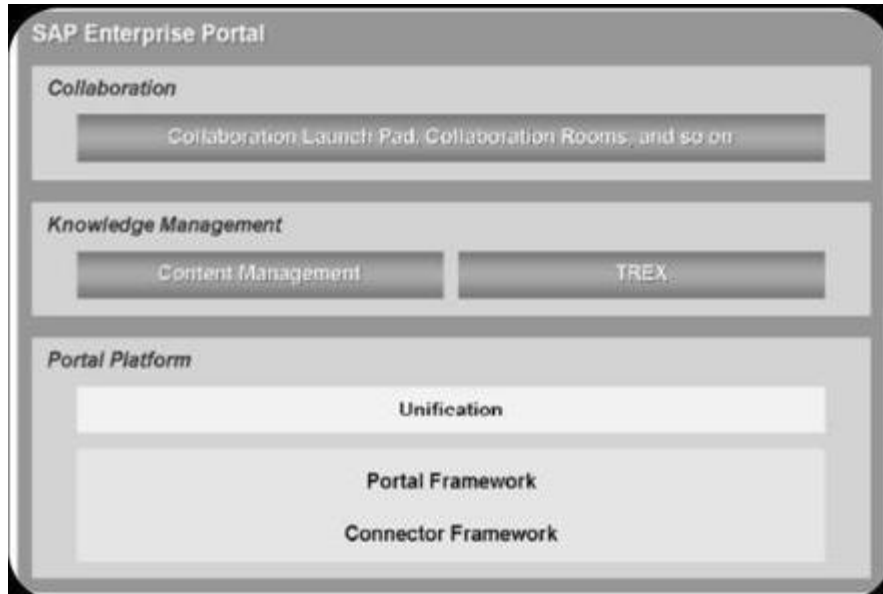 SAP Enterprise Portal
Collaboration
Collaboration Launch Pad, Collaboration Rooms, and so on
Knowledge Management
Content Management
TREX
Portal Platform
Unification
Portal Framework
Connector Framework